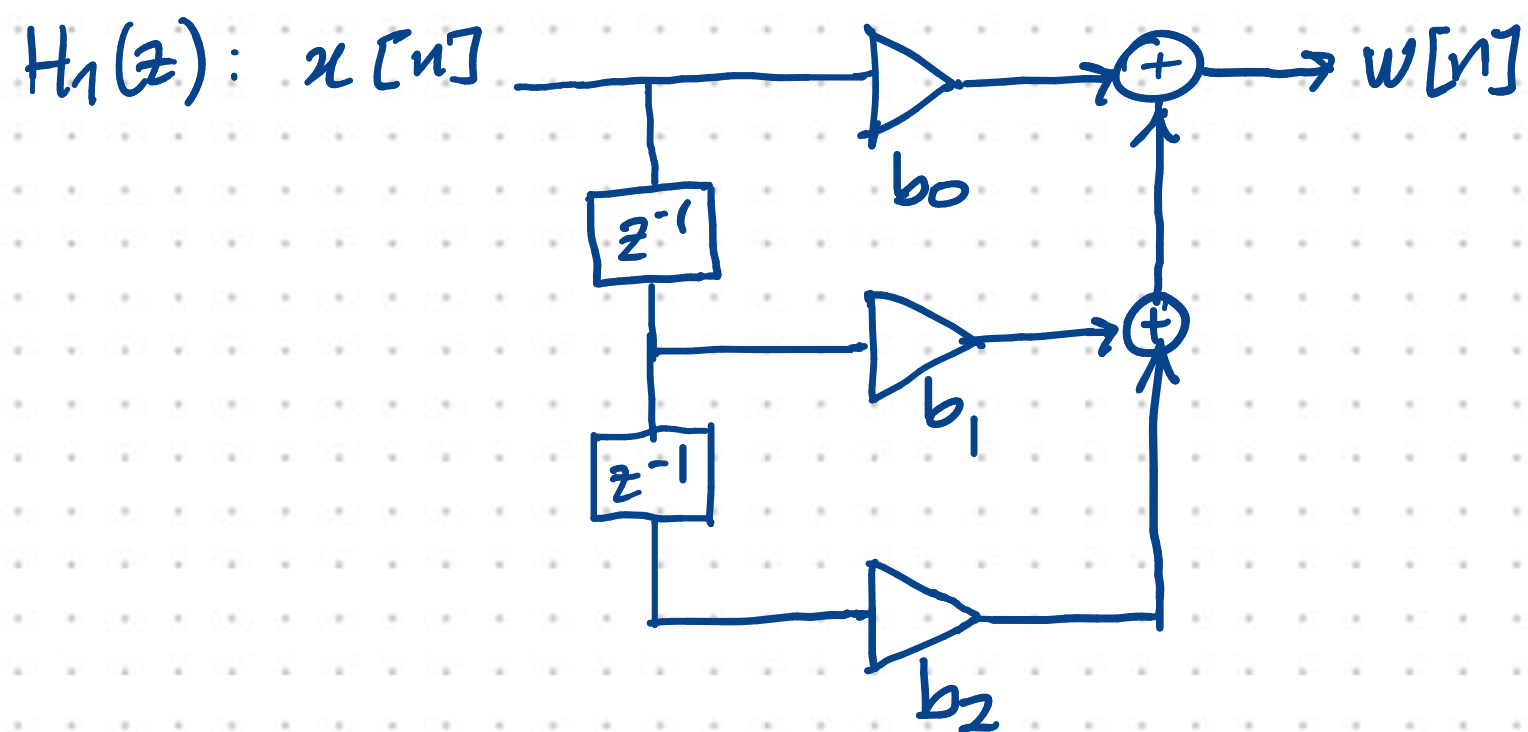 H₁(z): x[n] + w[n]
b₀
z⁻¹
+
b₁
z⁻¹
b₂